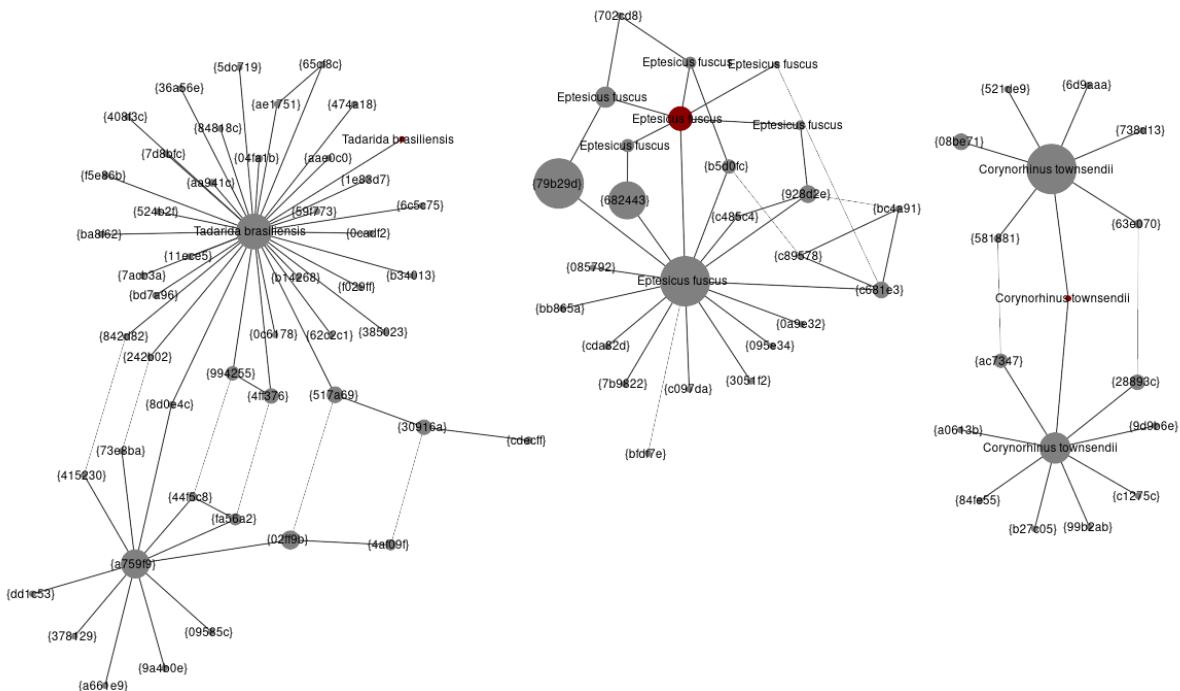 {5dc719}
{65cf8c}
{36a56e}
{ae1751}
{474a18}
{408f3c}
{84818c}
Tadarida brasiliensis
{7d8bfc}
{04fa1b}
{aae0c0}
{f5e86b}
{aa941c}
{1e83d7}
{524b2f}
{59f773}
{6c5c75}
{ba8f62}
Tadarida brasiliensis
{0cadf2}
{11ece5}
{7acb3a}
{b14268}
{b34013}
{bd7a96}
{f029ff}
{842d82}
{0c6178}
{62c2c1}
{385023}
{242b02}
{994255}
{4ff376}
{517a69}
{8d0e4c}
{30916a}
{cdecff}
{73e8ba}
{415230}
{44f5c8}
{fa56a2}
{02ff9b}
{4af09f}
{a759f9}
{dd1c53}
{378129}
{09585c}
{9a4b0e}
{a661e9}
{702cd8}
Eptesicus fuscus
Eptesicus fuscus
Eptesicus fuscus
Eptesicus fuscus
Eptesicus fuscus
Eptesicus fuscus
{b5d0fc}
{79b29d}
{682443}
{928d2e}
{c485c4}
{bc4a91}
{c89578}
{085792}
Eptesicus fuscus
{c681e3}
{bb865a}
{0a9e32}
{cda82d}
{095e34}
{7b9822}
{c097da}
{3051f2}
{bfdf7e}
{521de9}
{6d9aaa}
{08be71}
{738d13}
Corynorhinus townsendii
{581881}
{63e070}
Corynorhinus townsendii
{ac7347}
{28893c}
{a0613b}
{9d9b6e}
Corynorhinus townsendii
{84fe55}
{c1275c}
{b27c05}
{99b2ab}